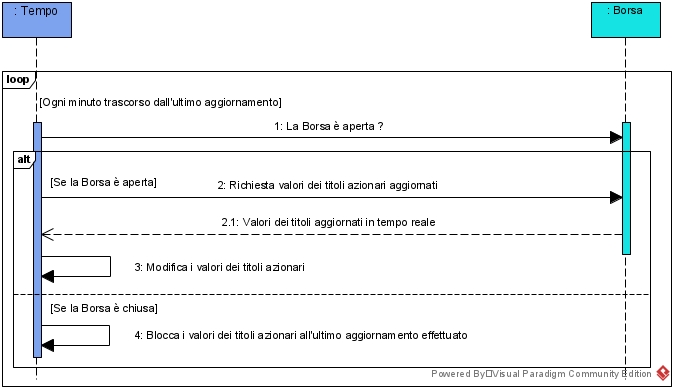 : Tempo
: Borsa
loop
[Ogni minuto trascorso dall'ultimo aggiornamento]
1: La Borsa è aperta ?
alt
[Se la Borsa è aperta]
2: Richiesta valori dei titoli azionari aggiornati
2.1: Valori dei titoli aggiornati in tempo reale
3: Modifica i valori dei titoli azionari
[Se la Borsa è chiusa]
4: Blocca i valori dei titoli azionari all'ultimo aggiornamento effettuato
Powered By□Visual Paradigm Community Edition